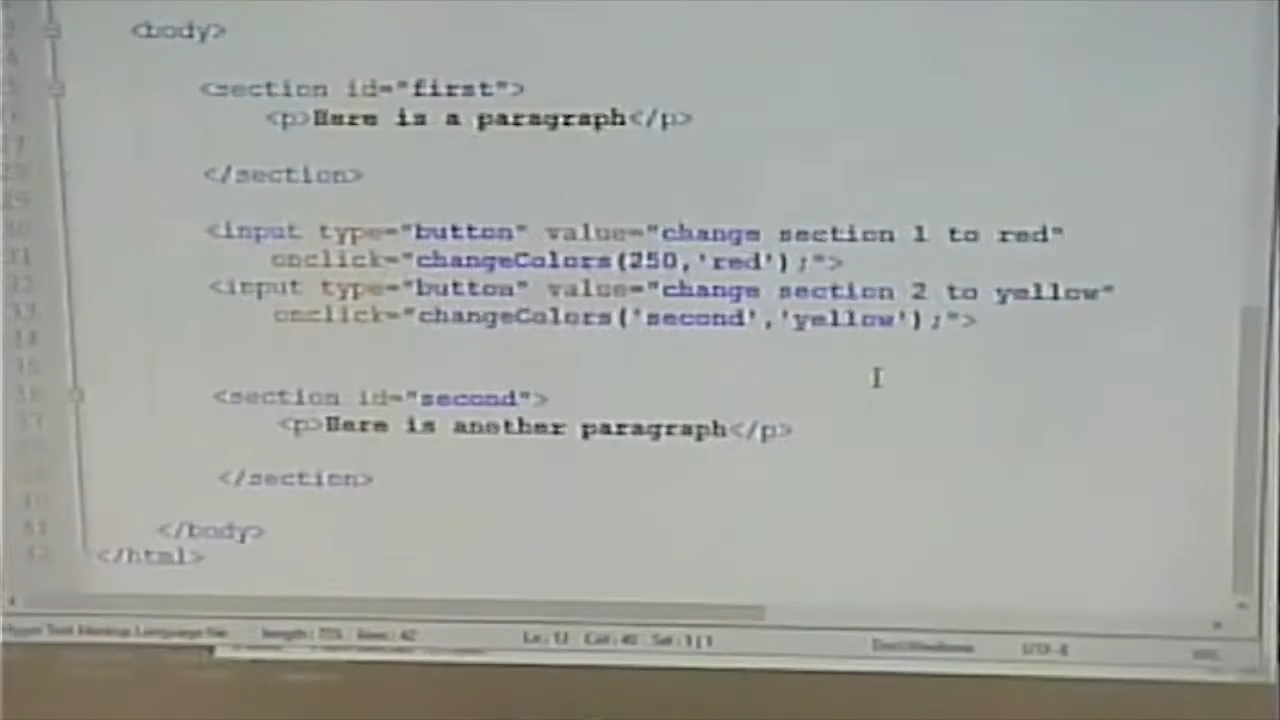 <body>
<section id="first">
<p>Here is a paragraph</p>
</section>
<input type="button" value="change section 1 to red"
onclick="changeColors(250,'red');">
<input type="button" value="change section 2 to yellow"
onclick="changeColors('second','yellow');">
<section id="second">
<p>Here is another paragraph</p>
</section>
</body>
</html>